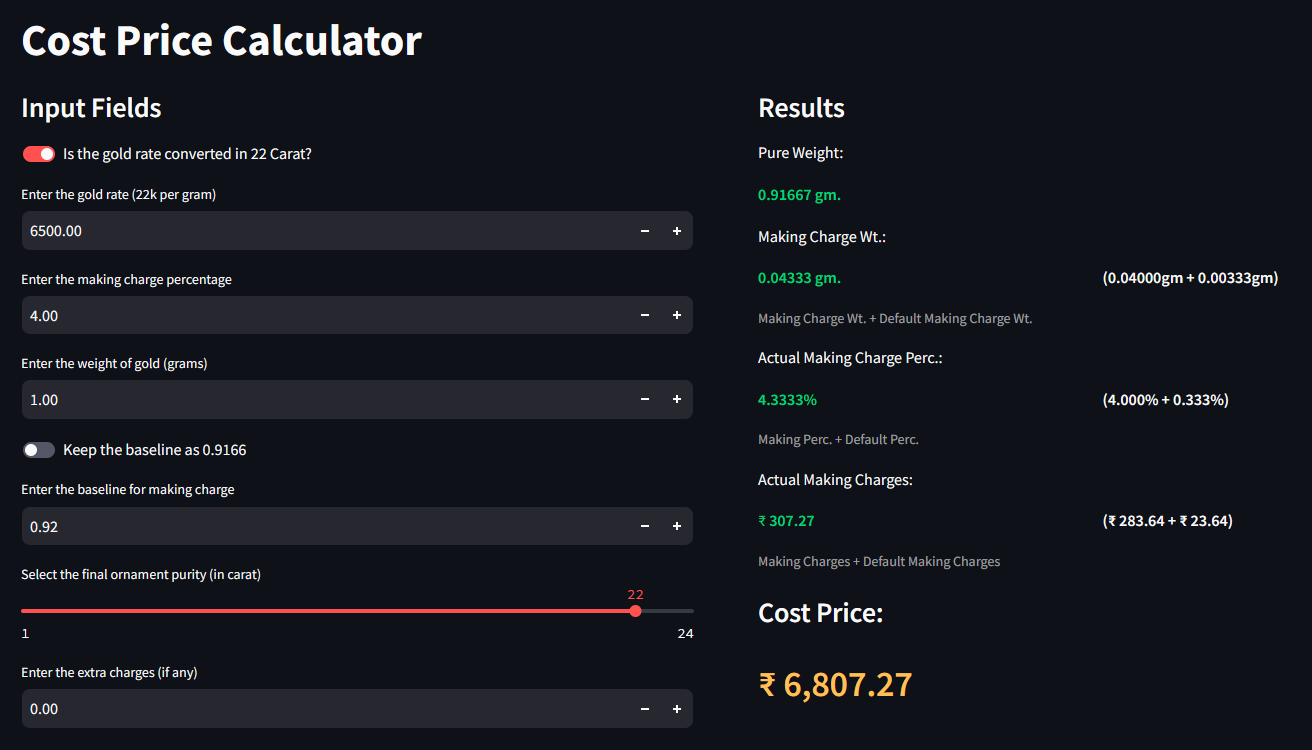 Cost Price Calculator
Input Fields
Is the gold rate converted in 22 Carat?
Enter the gold rate (22k per gram)
6500.00 − +
Enter the making charge percentage
4.00 − +
Enter the weight of gold (grams)
1.00 − +
Keep the baseline as 0.9166
Enter the baseline for making charge
0.92 − +
Select the final ornament purity (in carat)
22
1 24
Enter the extra charges (if any)
0.00 − +
Results
Pure Weight:
0.91667 gm.
Making Charge Wt.:
0.04333 gm. (0.04000gm + 0.00333gm)
Making Charge Wt. + Default Making Charge Wt.
Actual Making Charge Perc.:
4.3333% (4.000% + 0.333%)
Making Perc. + Default Perc.
Actual Making Charges:
₹ 307.27 (₹ 283.64 + ₹ 23.64)
Making Charges + Default Making Charges
Cost Price:
₹ 6,807.27